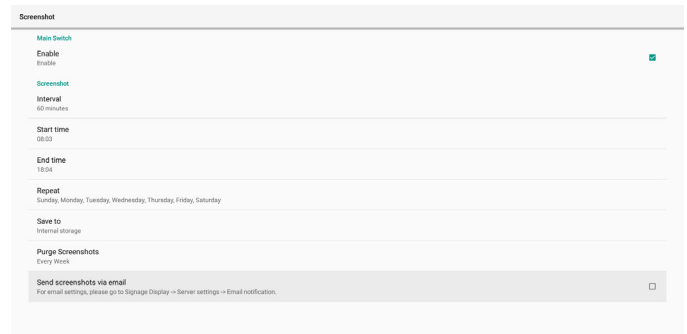 Screenshot
Main Switch
Enable
Enable
Screenshot
Interval
60 minutes
Start time
08:03
End time
18:04
Repeat
Sunday, Monday, Tuesday, Wednesday, Thursday, Friday, Saturday
Save to
Internal storage
Purge Screenshots
Every Week
Send screenshots via email
For email settings, please go to Signage Display -> Server settings -> Email notification.